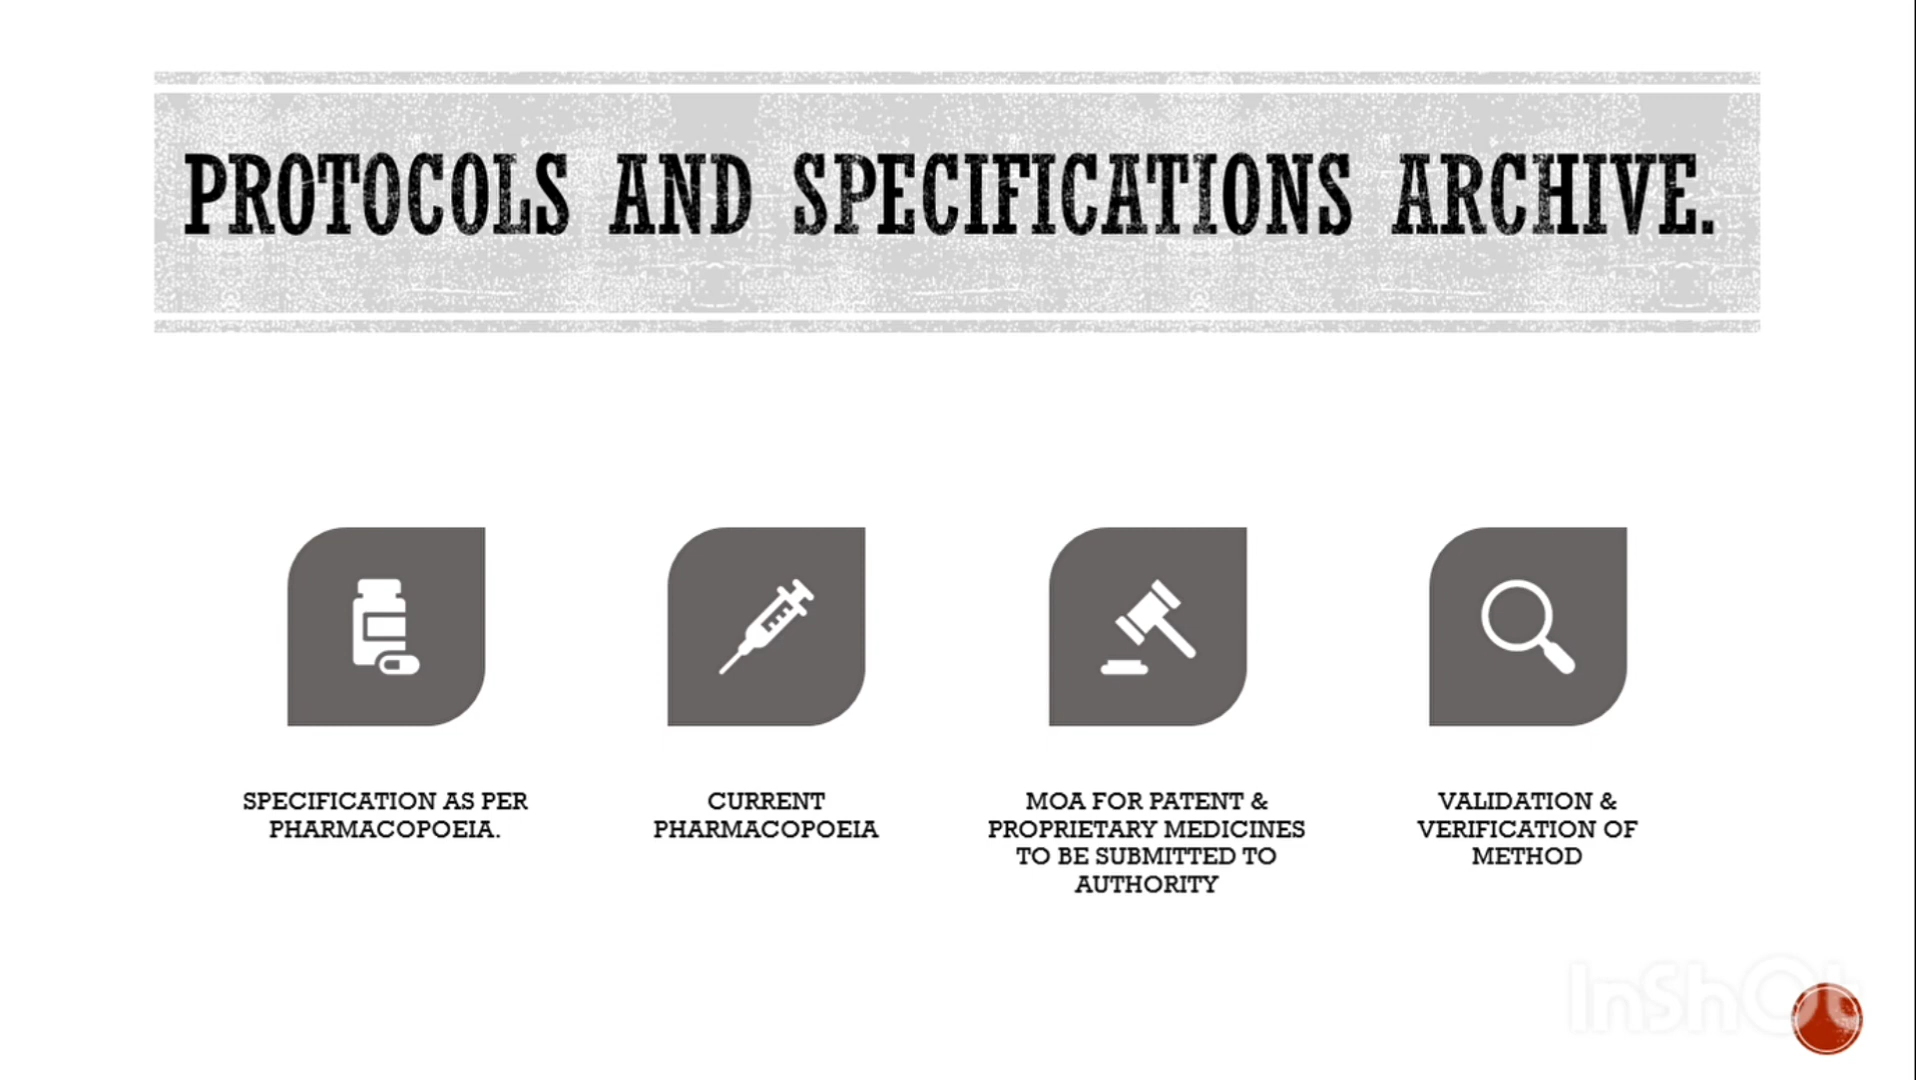 PROTOCOLS AND SPECIFICATIONS ARCHIVE.
SPECIFICATION AS PER
PHARMACOPOEIA.
CURRENT
PHARMACOPOEIA
MOA FOR PATENT &
PROPRIETARY MEDICINES
TO BE SUBMITTED TO
AUTHORITY
VALIDATION &
VERIFICATION OF
METHOD
InShOt